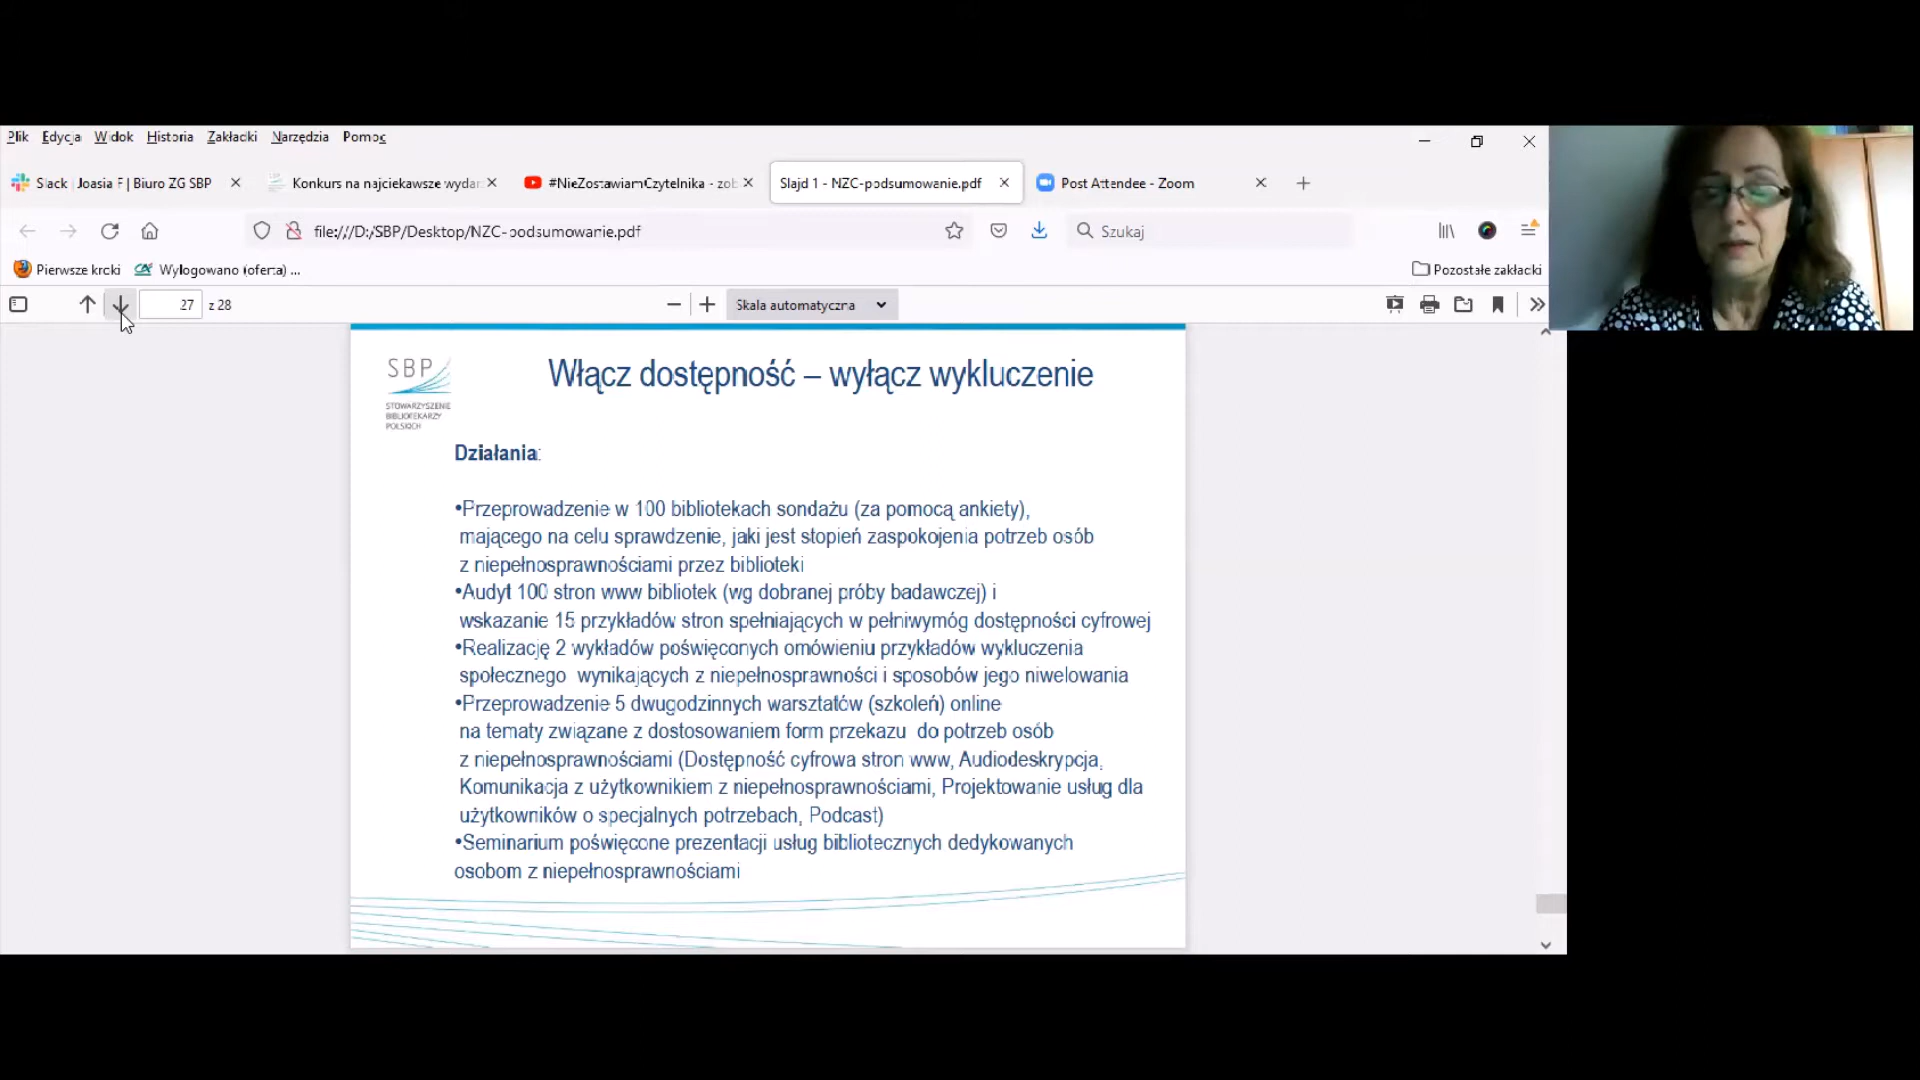 Plik Edycja Widok Historia Zakładki Narzędzia Pomoc
Slack | Joasia F | Biuro ZG SBP
Konkurs na najciekawsze wydar
#NieZostawiamCzytelnika - zob
Slajd 1 - NZC-podsumowanie.pdf
Post Attendee - Zoom
file:///D:/SBP/Desktop/NZC-podsumowanie.pdf
Szukaj
Pierwsze kroki
Wylogowano (oferta) ...
Pozostałe zakładki
27 z 28
Skala automatyczna
SBP
STOWARZYSZENIE
BIBLIOTEKARZY
POLSKICH
Włącz dostępność – wyłącz wykluczenie
Działania:
•Przeprowadzenie w 100 bibliotekach sondażu (za pomocą ankiety),
mającego na celu sprawdzenie, jaki jest stopień zaspokojenia potrzeb osób
z niepełnosprawnościami przez biblioteki
•Audyt 100 stron www bibliotek (wg dobranej próby badawczej) i
wskazanie 15 przykładów stron spełniających w pełniwymóg dostępności cyfrowej
•Realizację 2 wykładów poświęconych omówieniu przykładów wykluczenia
społecznego wynikających z niepełnosprawności i sposobów jego niwelowania
•Przeprowadzenie 5 dwugodzinnych warsztatów (szkoleń) online
na tematy związane z dostosowaniem form przekazu do potrzeb osób
z niepełnosprawnościami (Dostępność cyfrowa stron www, Audiodeskrypcja,
Komunikacja z użytkownikiem z niepełnosprawnościami, Projektowanie usług dla
użytkowników o specjalnych potrzebach, Podcast)
•Seminarium poświęcone prezentacji usług bibliotecznych dedykowanych
osobom z niepełnosprawnościami